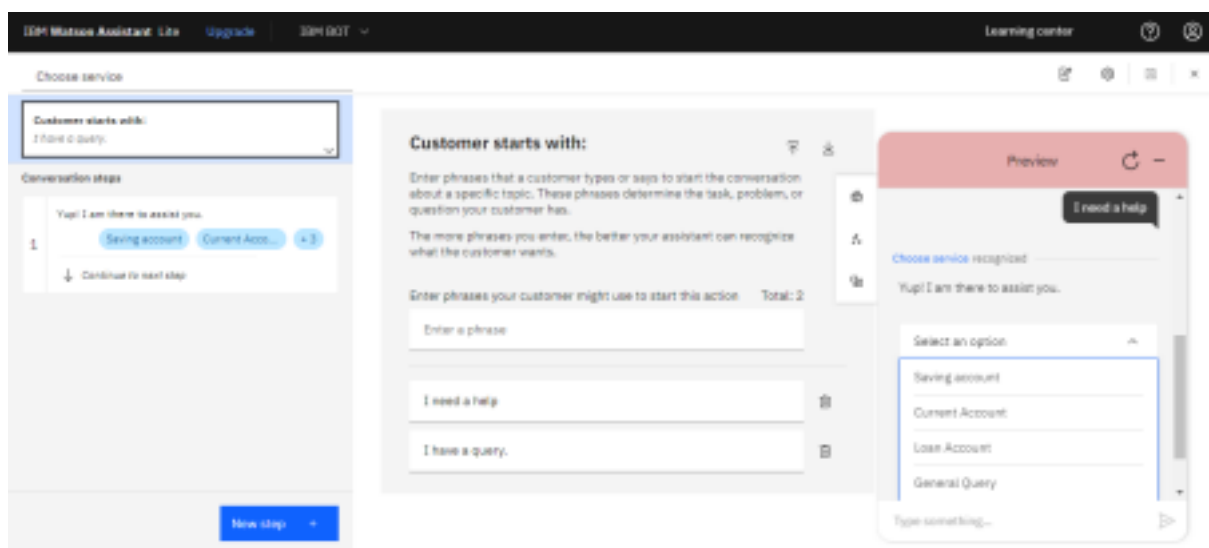 IBM Watson Assistant Lite Upgrade IBM BOT Learning center
Choose service
Customer starts with:
I have a query.
Conversation steps
1
Yup! I am there to assist you.
Saving account Current Acco... + 3
Continue to next step
New step +
Customer starts with:
Enter phrases that a customer types or says to start the conversation
about a specific topic. These phrases determine the task, problem, or
question your customer has.
The more phrases you enter, the better your assistant can recognize
what the customer wants.
Enter phrases your customer might use to start this action Total: 2
Enter a phrase
I need a help
I have a query.
Preview
I need a help
Choose service recognized
Yup! I am there to assist you.
Select an option
Saving account
Current Account
Loan Account
General Query
Type something...